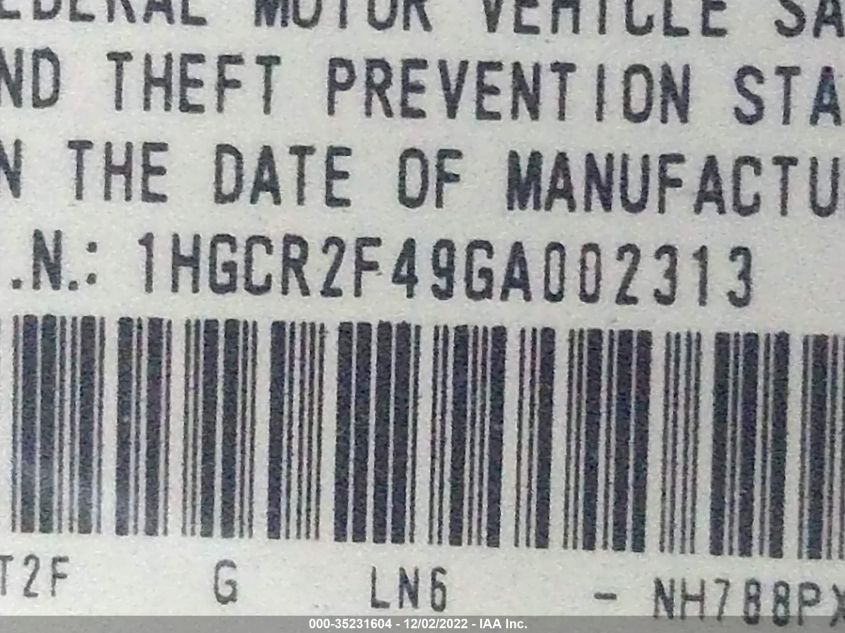 EDERAL MOTOR VEHICLE SA
ND THEFT PREVENTION STA
N THE DATE OF MANUFACTU
.N.: 1HGCR2F49GA002313
T2F G LN6 - NH788PX
000-35231604 - 12/02/2022 - IAA Inc.